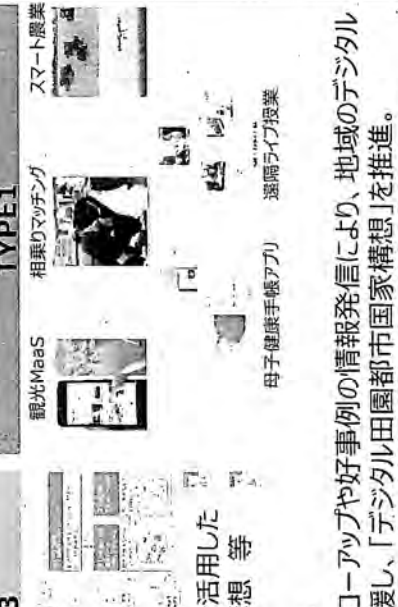 TYPE1
観光MaaS
相乗りマッチング
スマート農業
母子健康手帳アプリ
遠隔ライブ授業
活用した
想 等
ローアップや好事例の情報発信により、地域のデジタル
援し、「デジタル田園都市国家構想」を推進。